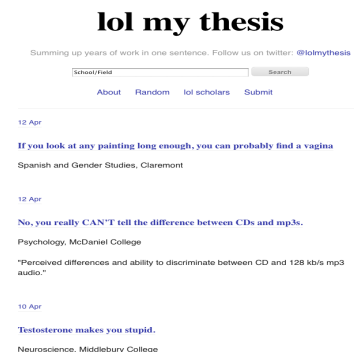 lol my thesis
Summing up years of work in one sentence. Follow us on twitter: @lolmythesis
School/Field Search
About Random lol scholars Submit
12 Apr
If you look at any painting long enough, you can probably find a vagina
Spanish and Gender Studies, Claremont
12 Apr
No, you really CAN'T tell the difference between CDs and mp3s.
Psychology, McDaniel College
"Perceived differences and ability to discriminate between CD and 128 kb/s mp3
audio."
10 Apr
Testosterone makes you stupid.
Neuroscience, Middlebury College